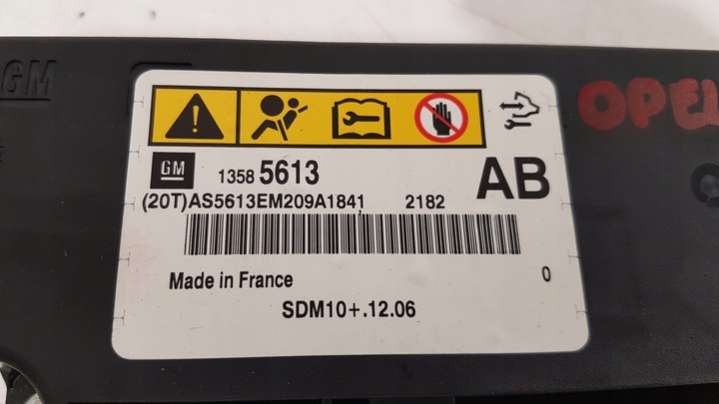 GM
OPEL
GM 1358 5613 AB
(20T)AS5613EM209A1841 2182
Made in France 0
SDM10+.12.06